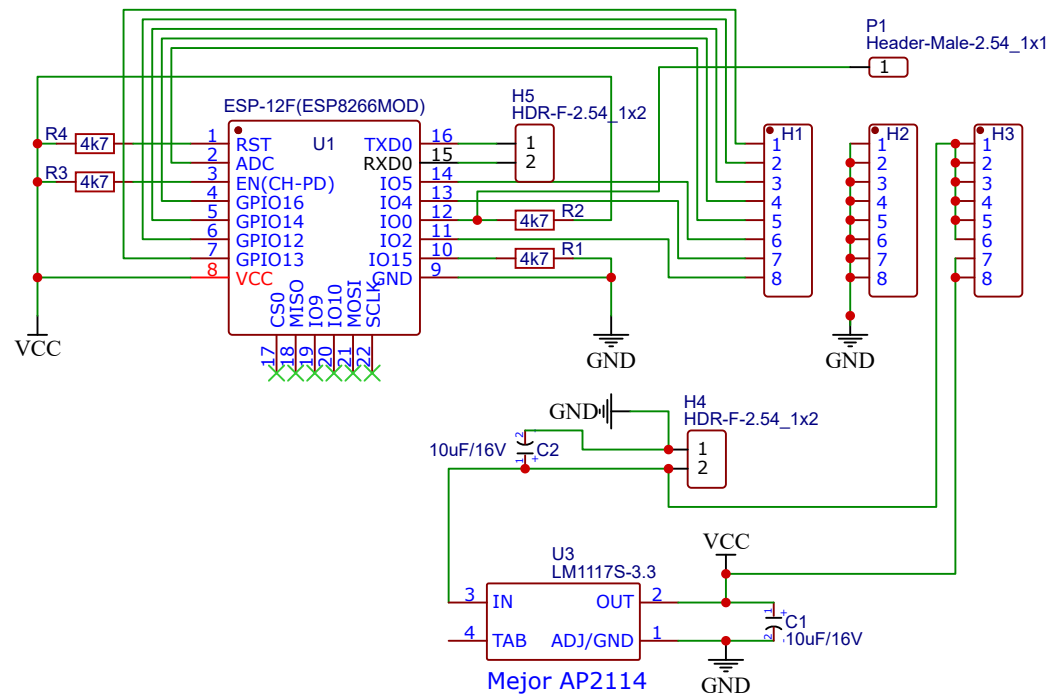 P1
Header-Male-2.54_1x1
1
ESP-12F(ESP8266MOD)
U1
R4
4k7
R3
4k7
1 RST
2 ADC
3 EN(CH-PD)
4 GPIO16
5 GPIO14
6 GPIO12
7 GPIO13
8 VCC
TXD0 16
RXD0 15
IO5 14
IO4 13
IO0 12
IO2 11
IO15 10
GND 9
CS0 17
MISO 18
IO9 19
IO10 20
MOSI 21
SCLK 22
H5
HDR-F-2.54_1x2
1
2
4k7 R2
4k7 R1
H1
1
2
3
4
5
6
7
8
H2
1
2
3
4
5
6
7
8
H3
1
2
3
4
5
6
7
8
VCC
GND
GND
GND
H4
HDR-F-2.54_1x2
1
2
10uF/16V
2
C2
1 +
VCC
U3
LM1117S-3.3
3 IN
OUT 2
4 TAB
ADJ/GND 1
1 +
C1
2
10uF/16V
Mejor AP2114
GND